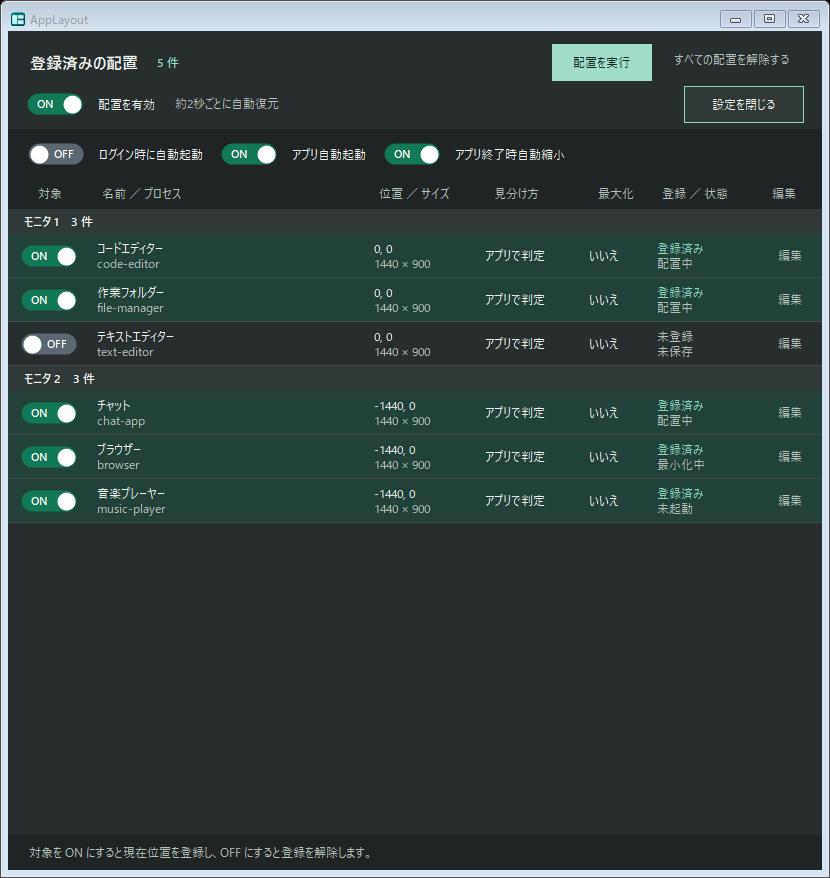 AppLayout
登録済みの配置 5 件
配置を実行
すべての配置を解除する
ON 配置を有効 約2秒ごとに自動復元
設定を閉じる
OFF ログイン時に自動起動 ON アプリ自動起動 ON アプリ終了時自動縮小
対象 名前 ／ プロセス 位置 ／ サイズ 見分け方 最大化 登録 ／ 状態 編集
モニタ 1 3 件
ON コードエディター 0, 0 アプリで判定 いいえ 登録済み 編集
code-editor 1440 × 900 配置中
ON 作業フォルダー 0, 0 アプリで判定 いいえ 登録済み 編集
file-manager 1440 × 900 配置中
OFF テキストエディター 0, 0 アプリで判定 いいえ 未登録 編集
text-editor 1440 × 900 未保存
モニタ 2 3 件
ON チャット -1440, 0 アプリで判定 いいえ 登録済み 編集
chat-app 1440 × 900 配置中
ON ブラウザー -1440, 0 アプリで判定 いいえ 登録済み 編集
browser 1440 × 900 最小化中
ON 音楽プレーヤー -1440, 0 アプリで判定 いいえ 登録済み 編集
music-player 1440 × 900 未起動
対象を ON にすると現在位置を登録し、OFF にすると登録を解除します。